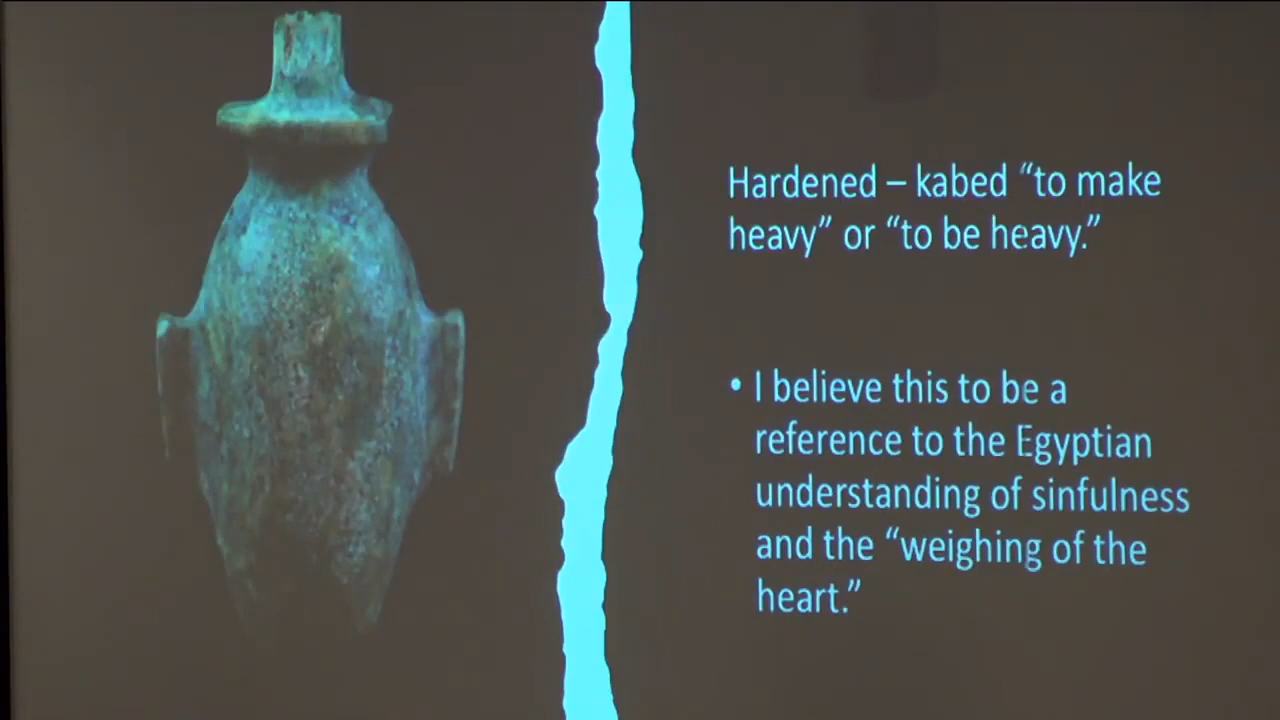 Hardened – kabed “to make
heavy” or “to be heavy.”
• I believe this to be a
reference to the Egyptian
understanding of sinfulness
and the “weighing of the
heart.”